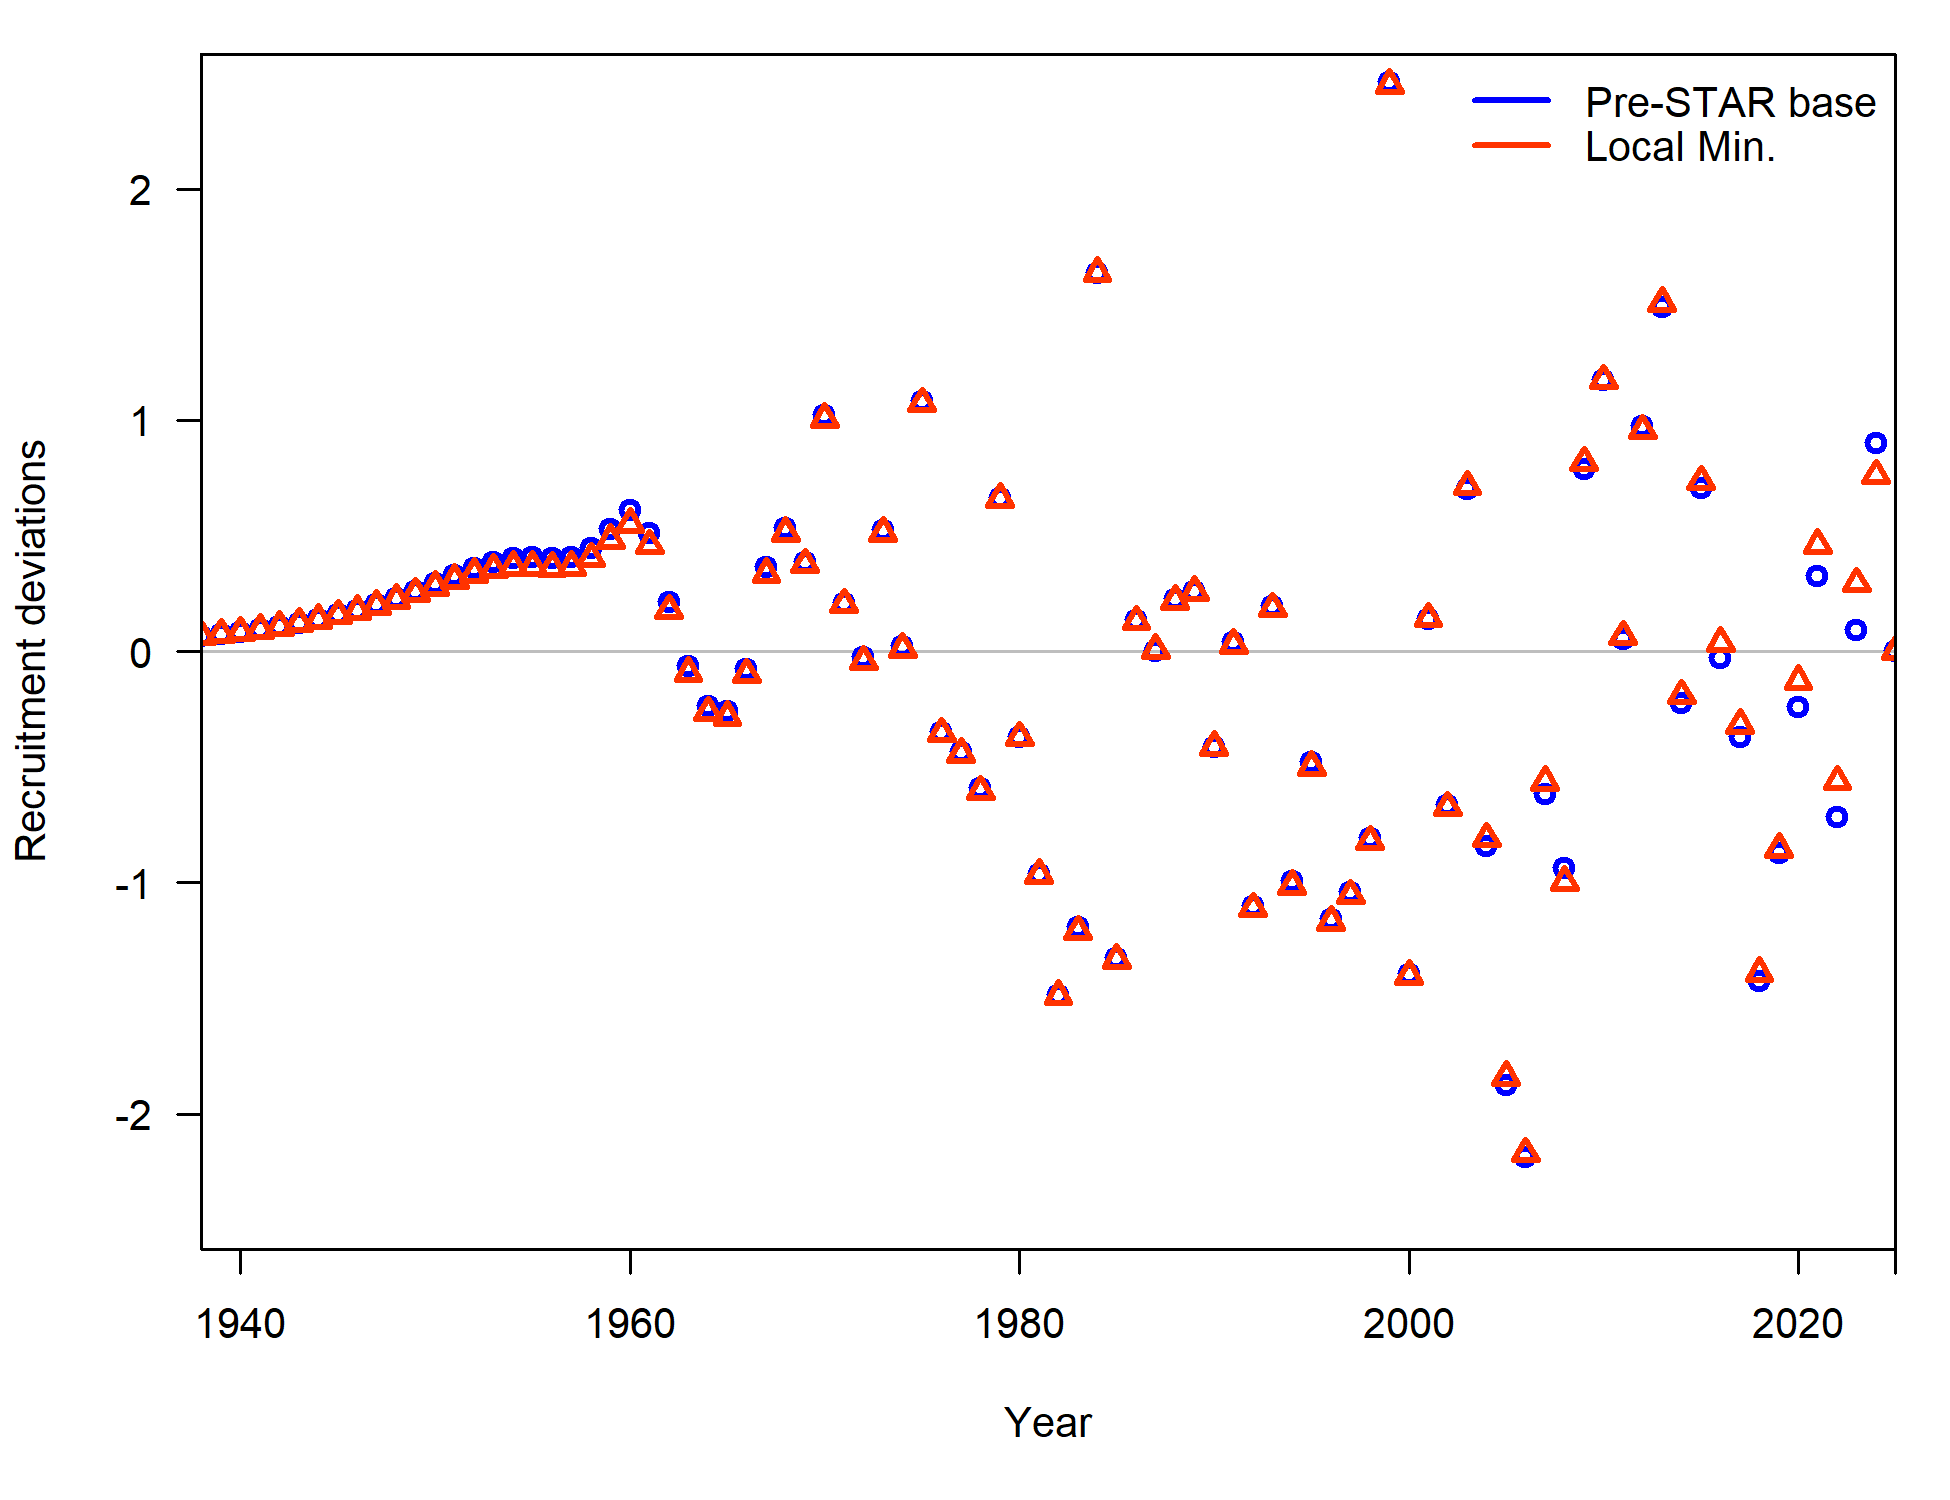 Pre-STAR base
Local Min.
Recruitment deviations
2
1
0
-1
-2
1940
1960
1980
2000
2020
Year